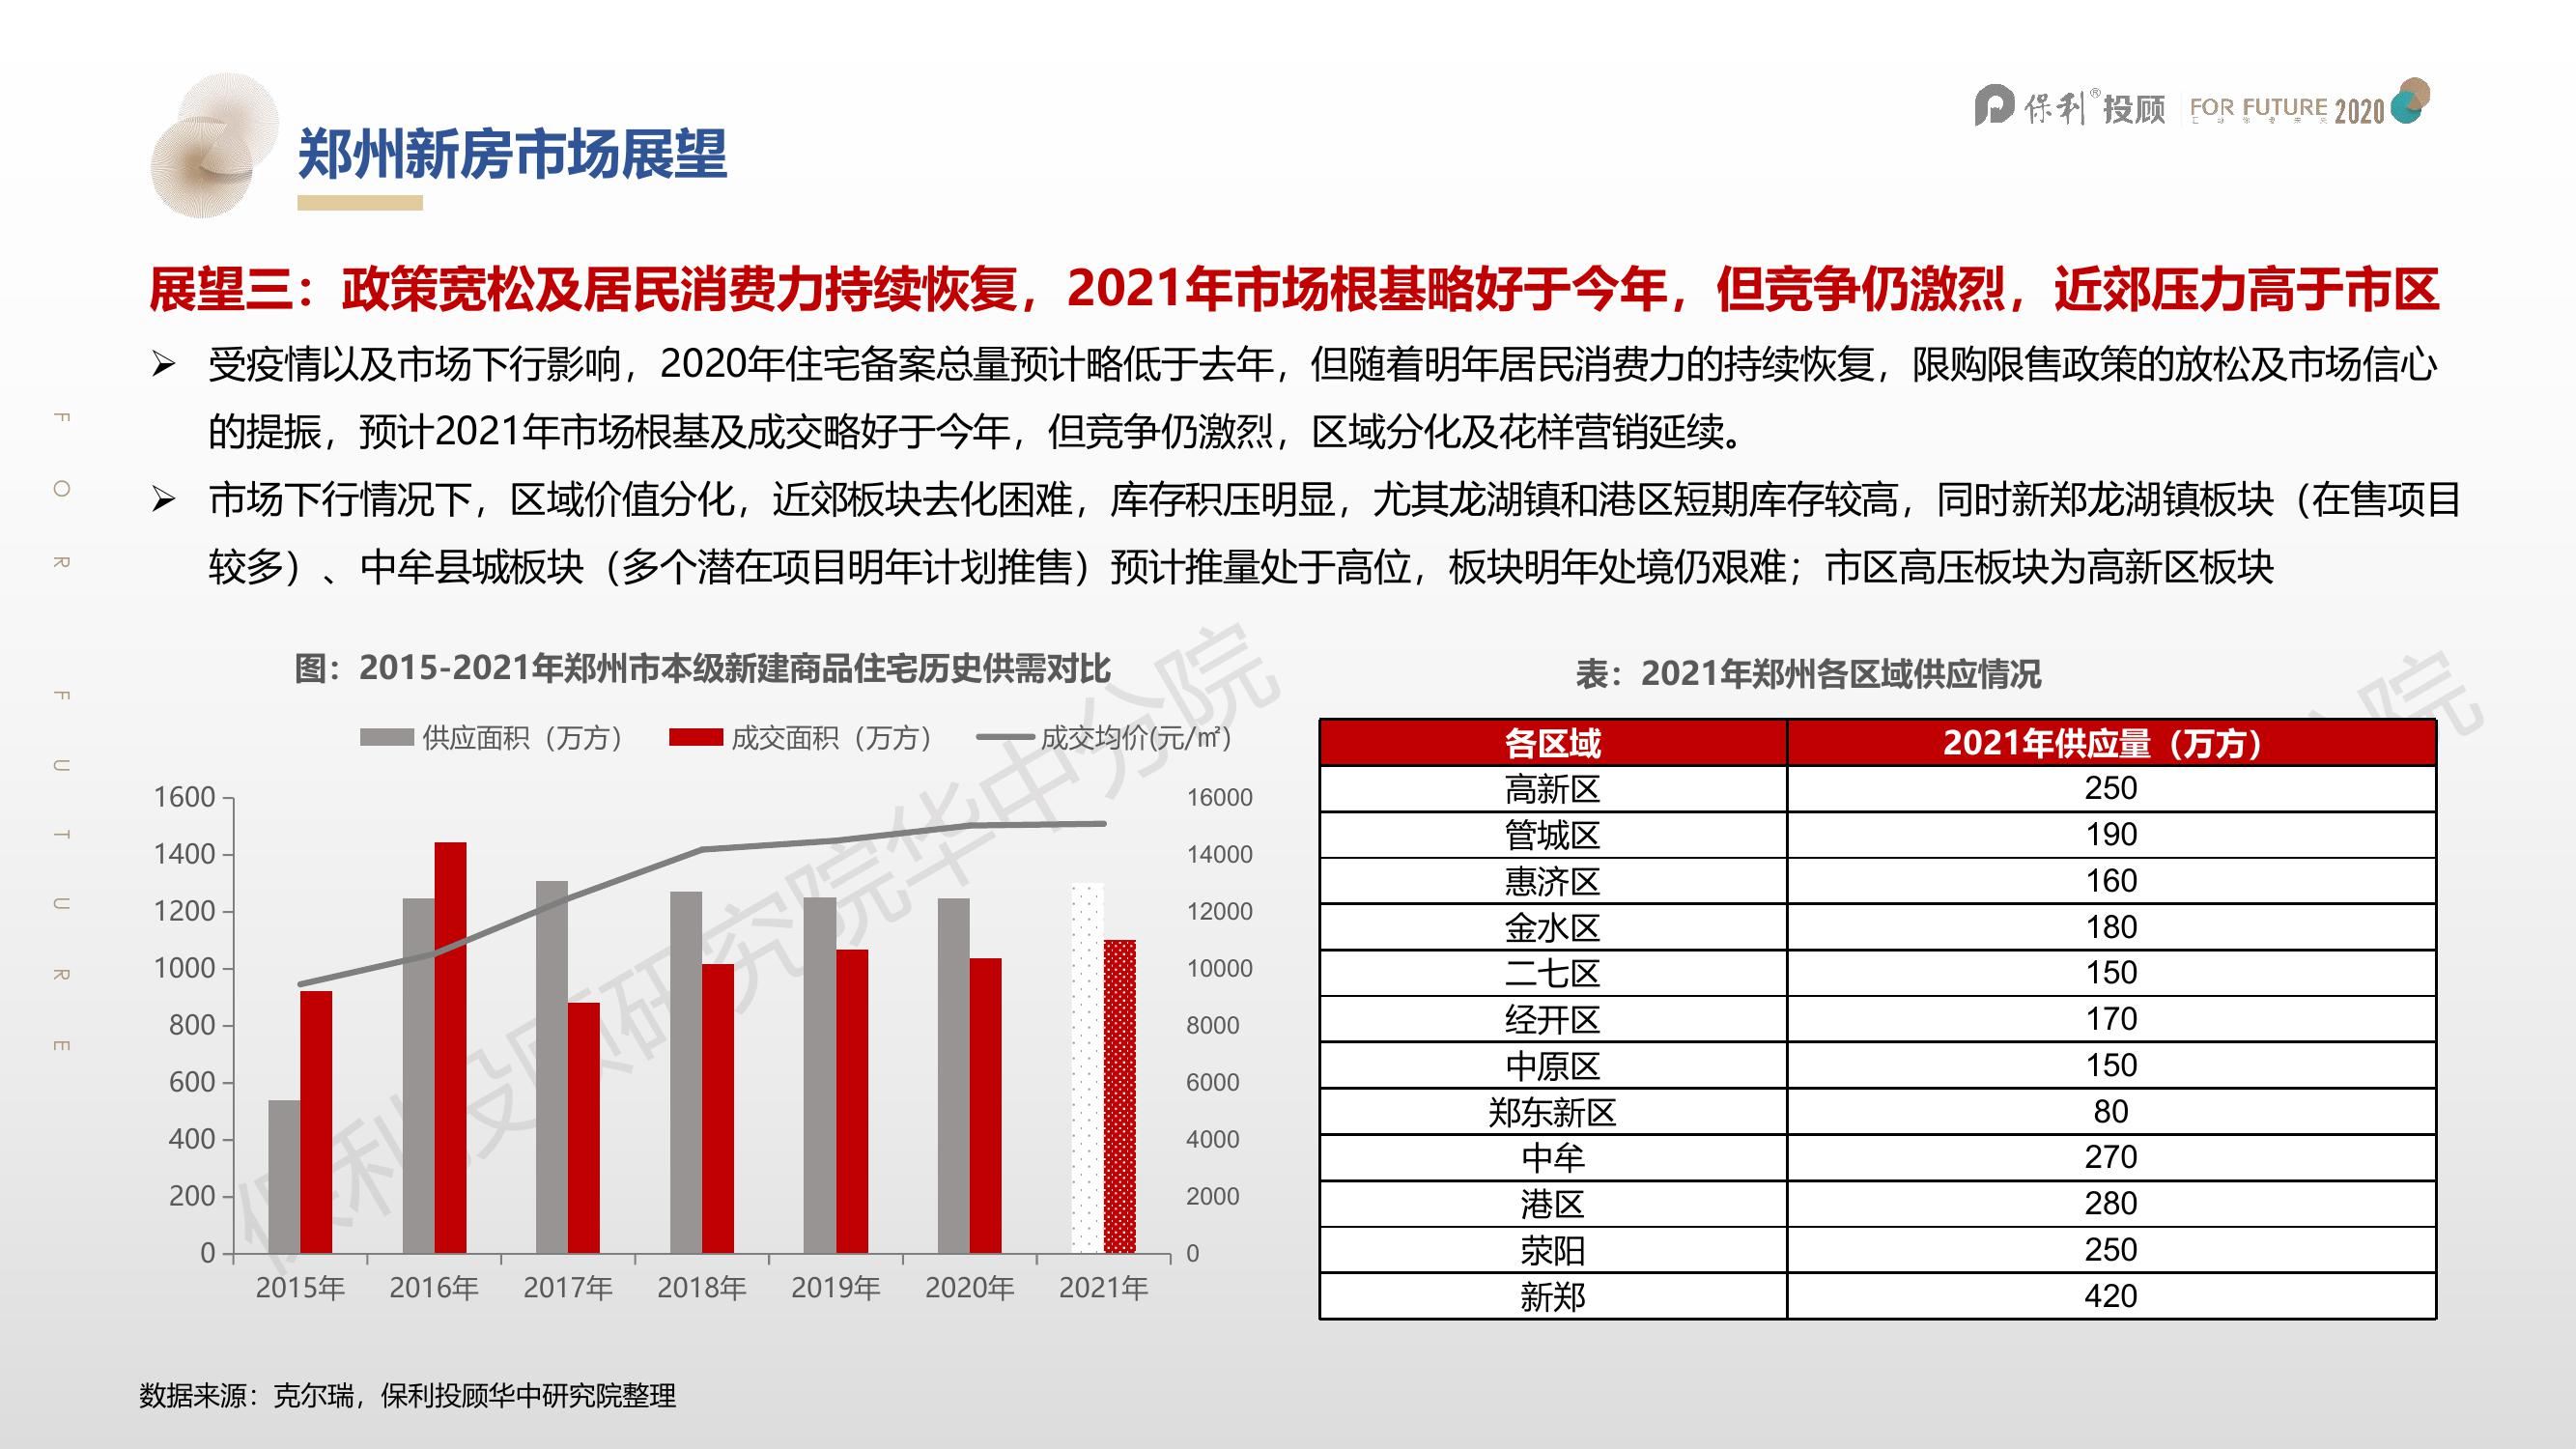 保利®投顾 FOR FUTURE 2020
郑州新房市场展望
展望三：政策宽松及居民消费力持续恢复，2021年市场根基略好于今年，但竞争仍激烈，近郊压力高于市区
➢ 受疫情以及市场下行影响，2020年住宅备案总量预计略低于去年，但随着明年居民消费力的持续恢复，限购限售政策的放松及市场信心
的提振，预计2021年市场根基及成交略好于今年，但竞争仍激烈，区域分化及花样营销延续。
➢ 市场下行情况下，区域价值分化，近郊板块去化困难，库存积压明显，尤其龙湖镇和港区短期库存较高，同时新郑龙湖镇板块（在售项目
较多）、中牟县城板块（多个潜在项目明年计划推售）预计推量处于高位，板块明年处境仍艰难；市区高压板块为高新区板块
FOR FUTURE
图：2015-2021年郑州市本级新建商品住宅历史供需对比
供应面积（万方） 成交面积（万方） 成交均价(元/㎡)
1600 16000
1400 14000
1200 12000
1000 10000
800 8000
600 6000
400 4000
200 2000
0 0
2015年 2016年 2017年 2018年 2019年 2020年 2021年
保利投顾研究院华中分院
表：2021年郑州各区域供应情况
各区域 2021年供应量（万方）
高新区 250
管城区 190
惠济区 160
金水区 180
二七区 150
经开区 170
中原区 150
郑东新区 80
中牟 270
港区 280
荥阳 250
新郑 420
院
数据来源：克尔瑞，保利投顾华中研究院整理